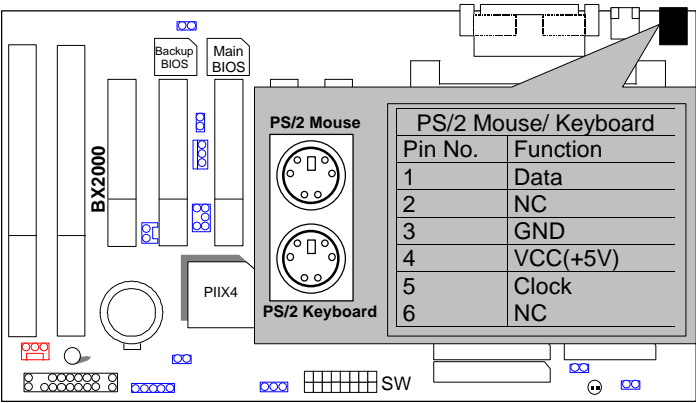 Backup
BIOS
Main
BIOS
BX2000
PS/2 Mouse
PS/2 Keyboard
PS/2 Mouse/ Keyboard
Pin No. Function
1 Data
2 NC
3 GND
4 VCC(+5V)
5 Clock
6 NC
PIIX4
SW